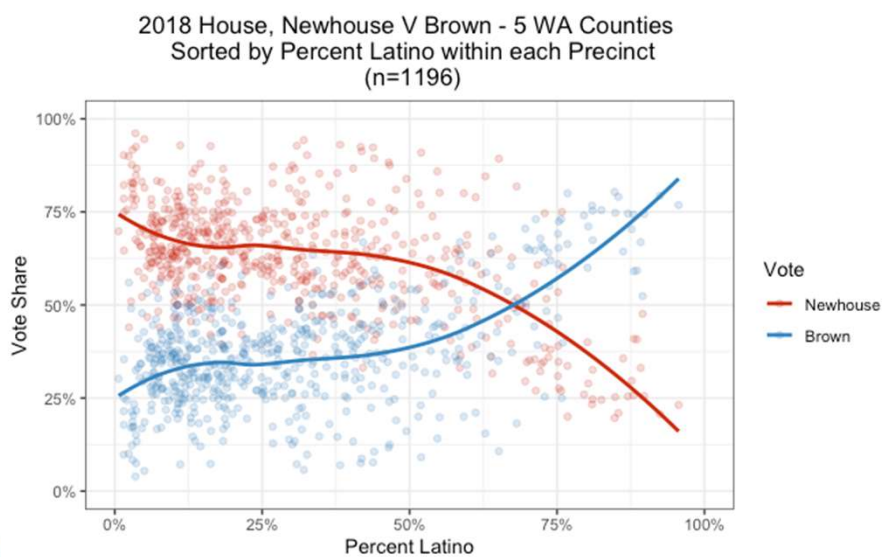 2018 House, Newhouse V Brown - 5 WA Counties
Sorted by Percent Latino within each Precinct
(n=1196)
100%
75%
50%
25%
0%
Vote Share
0% 25% 50% 75% 100%
Percent Latino
Vote
Newhouse
Brown